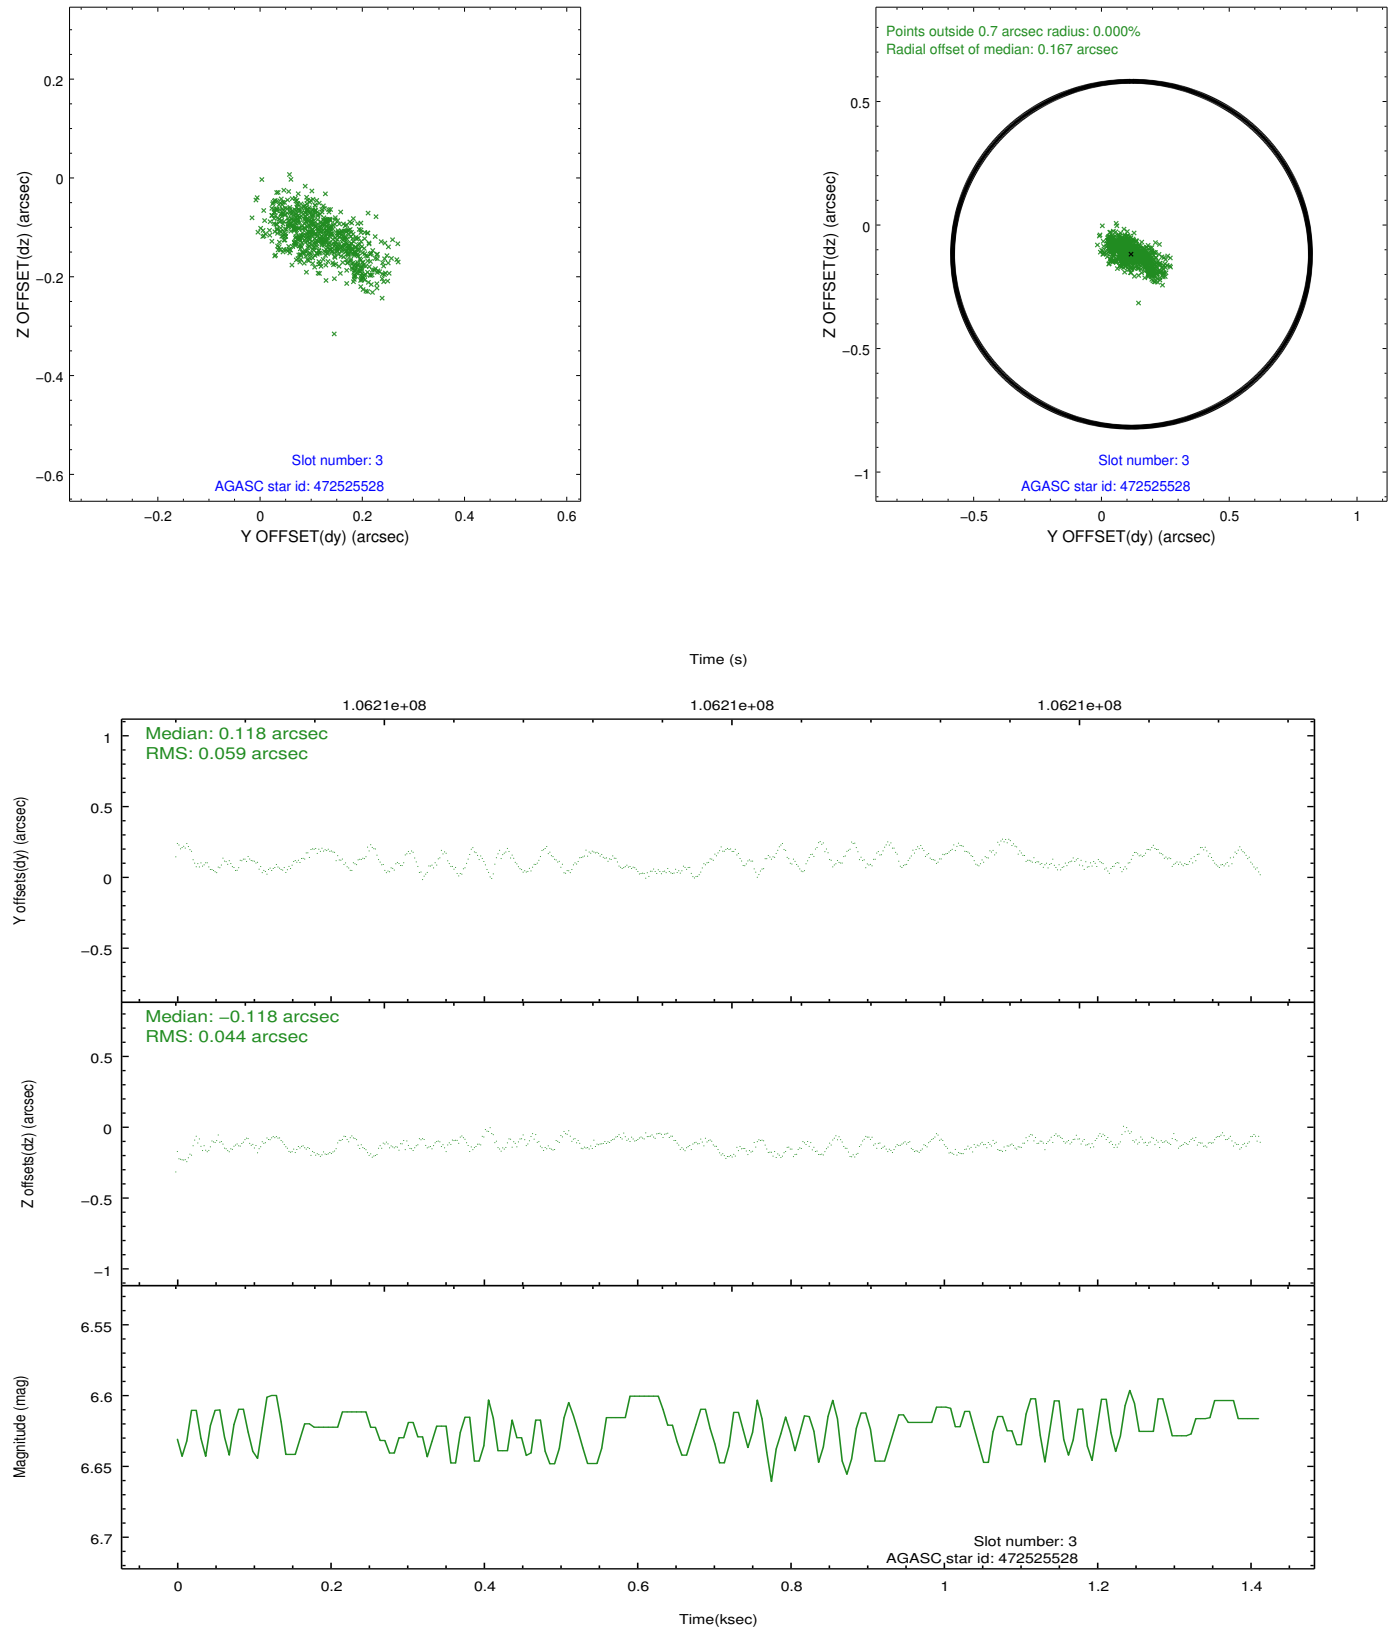 0.2
0
−0.2
−0.4
−0.6
Z OFFSET(dz) (arcsec)
Slot number: 3
AGASC star id: 472525528
−0.2
0
0.2
0.4
0.6
Y OFFSET(dy) (arcsec)
Points outside 0.7 arcsec radius: 0.000%
Radial offset of median: 0.167 arcsec
0.5
0
−0.5
−1
Z OFFSET(dz) (arcsec)
Slot number: 3
AGASC star id: 472525528
−0.5
0
0.5
1
Y OFFSET(dy) (arcsec)
Time (s)
1.0621e+08
1.0621e+08
1.0621e+08
Median: 0.118 arcsec
RMS: 0.059 arcsec
1
0.5
0
−0.5
Y offsets(dy) (arcsec)
Median: −0.118 arcsec
RMS: 0.044 arcsec
0.5
0
−0.5
−1
Z offsets(dz) (arcsec)
6.55
6.6
6.65
6.7
Magnitude (mag)
Slot number: 3
AGASC star id: 472525528
0
0.2
0.4
0.6
0.8
1
1.2
1.4
Time(ksec)